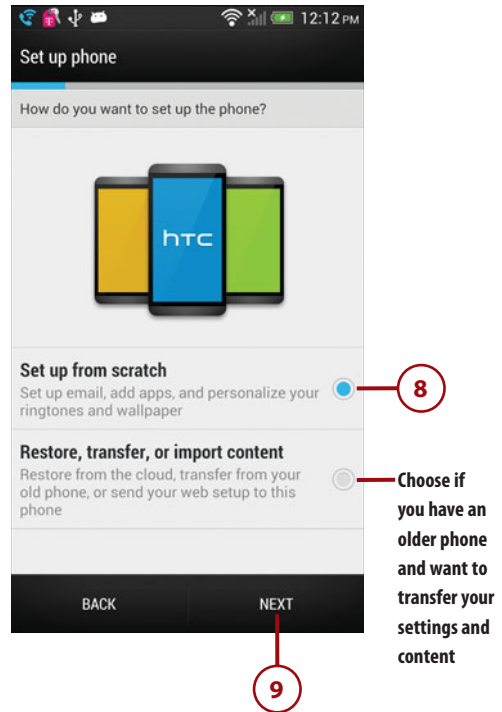 12:12 PM
Set up phone
How do you want to set up the phone?
hTC
Set up from scratch
Set up email, add apps, and personalize your
ringtones and wallpaper
8
Restore, transfer, or import content
Restore from the cloud, transfer from your
old phone, or send your web setup to this
phone
Choose if
you have an
older phone
and want to
transfer your
settings and
content
BACK
NEXT
9